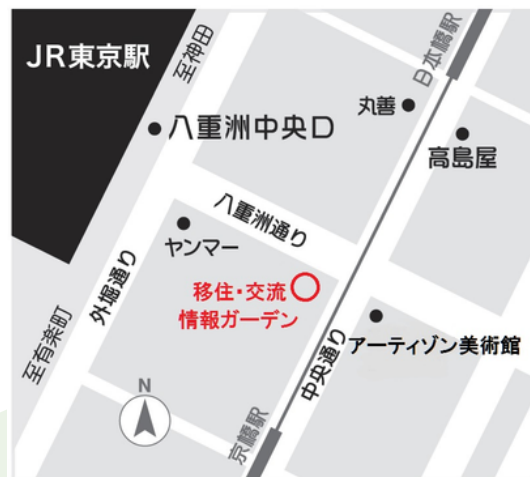 JR東京駅
至神田
日本橋駅
丸善
八重洲中央口
高島屋
八重洲通り
ヤンマー
外堀通り
移住・交流
情報ガーデン
至有楽町
中央通り
アーティゾン美術館
N
京橋駅